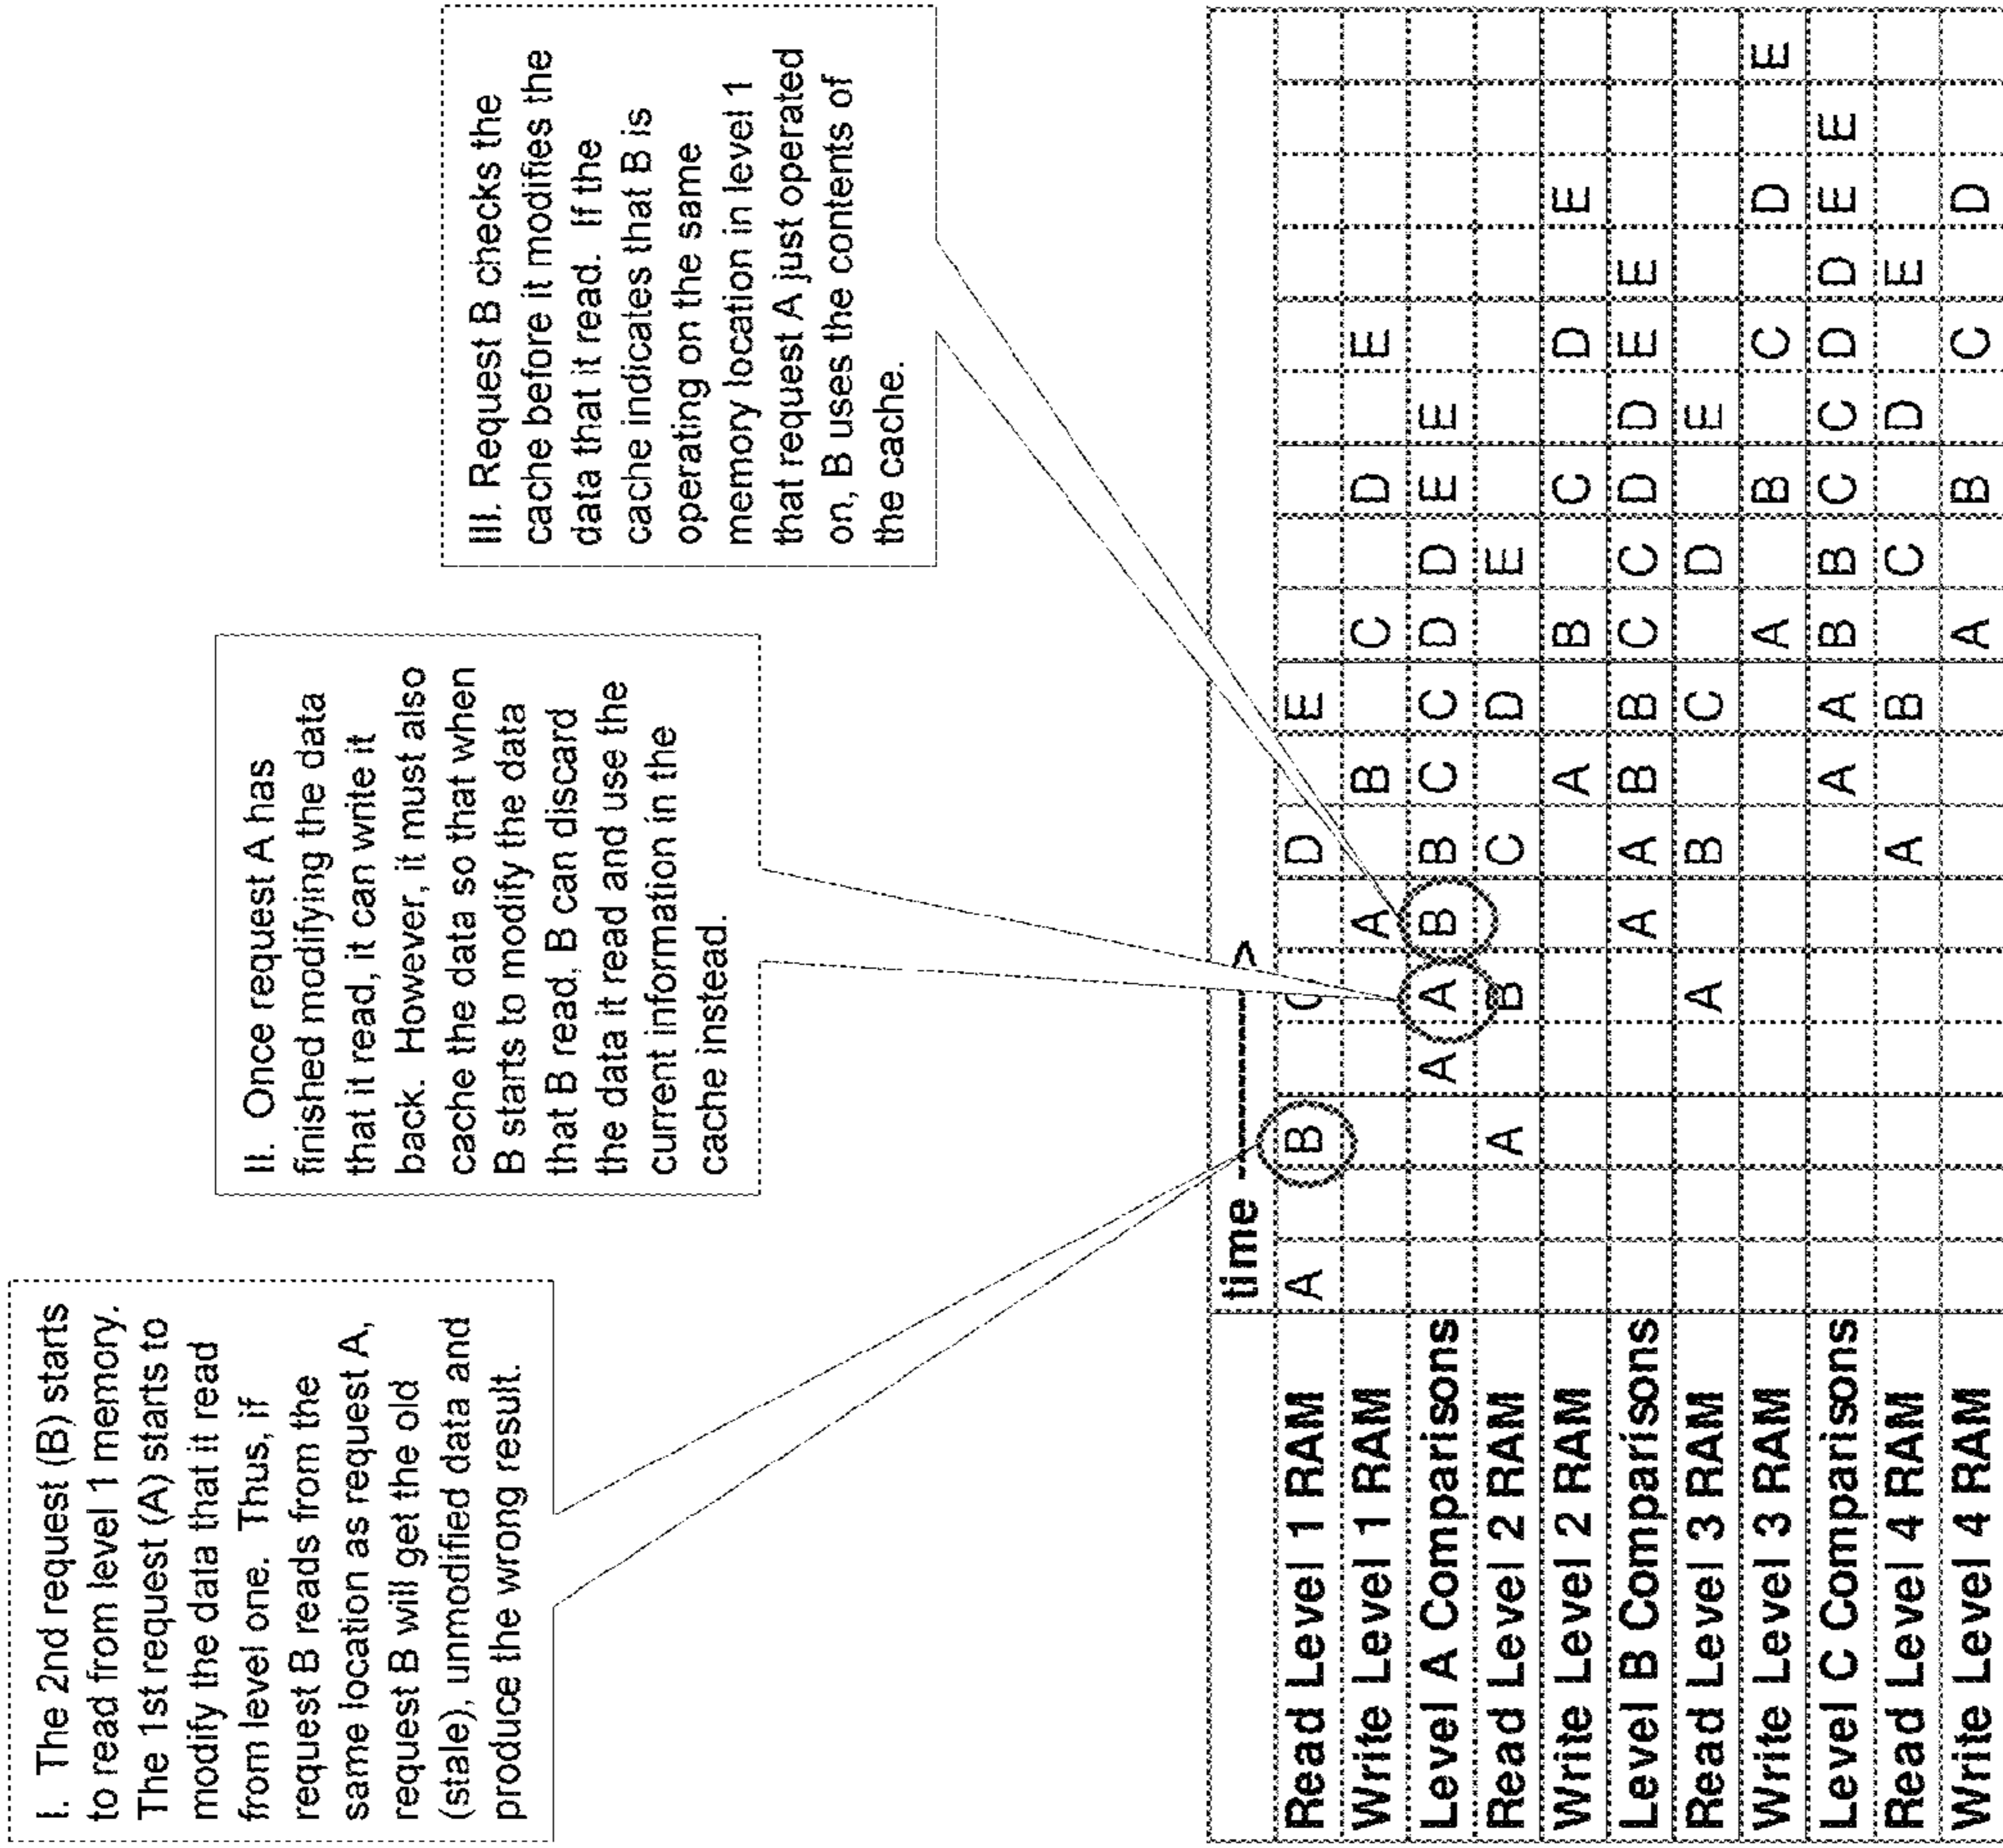 I. The 2nd request (B) starts
to read from level 1 memory.
The 1st request (A) starts to
modify the data that it read
from level one. Thus, if
request B reads from the
same location as request A,
request B will get the old
(stale), unmodified data and
produce the wrong result.
II. Once request A has
finished modifying the data
that it read, it can write it
back. However, it must also
cache the data so that when
B starts to modify the data
that B read, B can discard
the data it read and use the
current information in the
cache instead.
III. Request B checks the
cache before it modifies the
data that it read. If the
cache indicates that B is
operating on the same
memory location in level 1
that request A just operated
on, B uses the contents of
the cache.
time ---------->
Read Level 1 RAM A B C D E
Write Level 1 RAM A B C D E
Level A Comparisons A A B B C C D D E E
Read Level 2 RAM A B C D E
Write Level 2 RAM A B C D E
Level B Comparisons A A B B C C D D E E
Read Level 3 RAM A B C D E
Write Level 3 RAM A B C D E
Level C Comparisons A A B B C C D D E E
Read Level 4 RAM A B C D E
Write Level 4 RAM A B C D